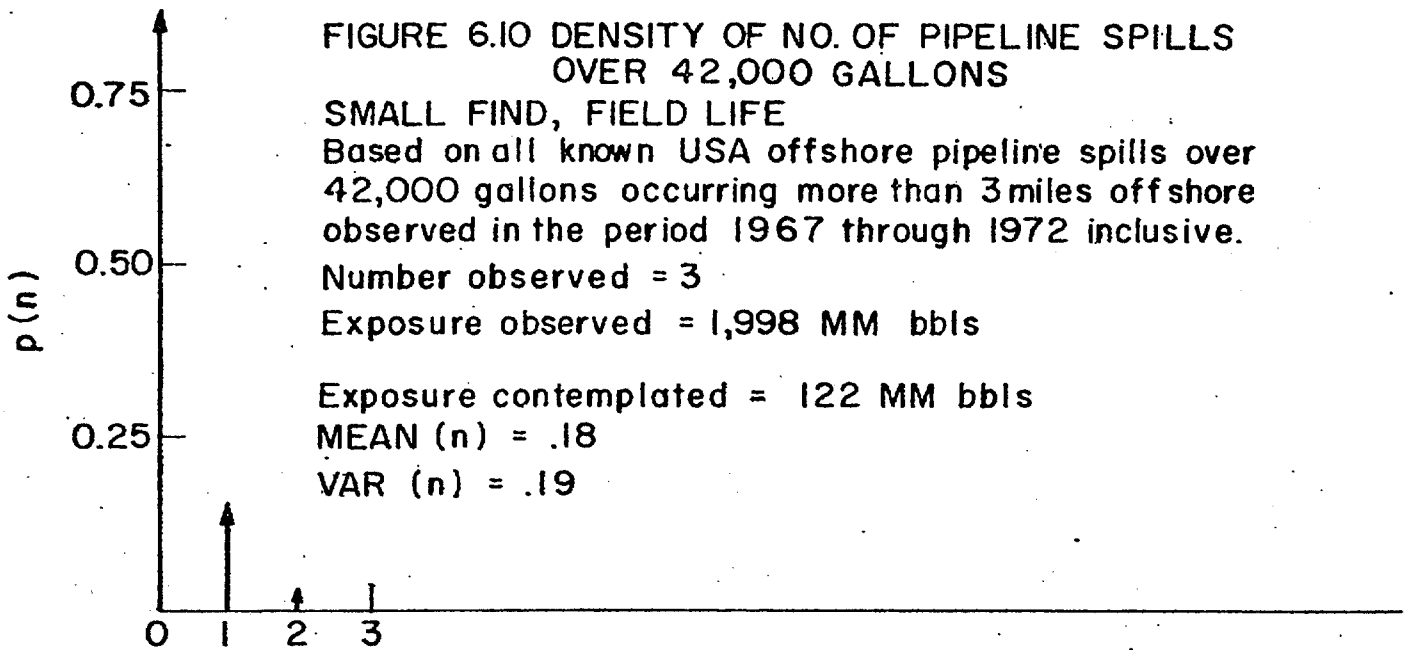 FIGURE 6.10 DENSITY OF NO. OF PIPELINE SPILLS
OVER 42,000 GALLONS
SMALL FIND, FIELD LIFE
Based on all known USA offshore pipeline spills over
42,000 gallons occurring more than 3 miles offshore
observed in the period 1967 through 1972 inclusive.
Number observed = 3
Exposure observed = 1,998 MM bbls
Exposure contemplated = 122 MM bbls
MEAN (n) = .18
VAR (n) = .19
p(n)
0.75
0.50
0.25
0 1 2 3